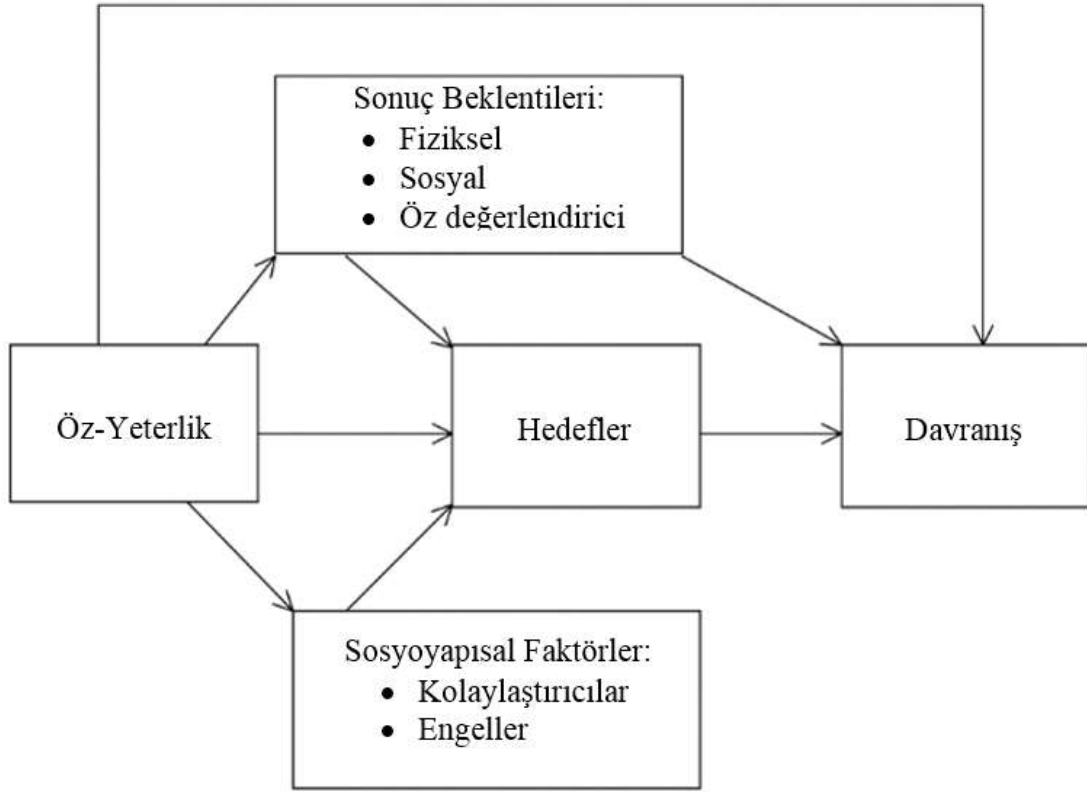 Sonuç Beklentileri:
• Fiziksel
• Sosyal
• Öz değerlendirici
Öz-Yeterlik
Hedefler
Davranış
Sosyoyapısal Faktörler:
• Kolaylaştırıcılar
• Engeller